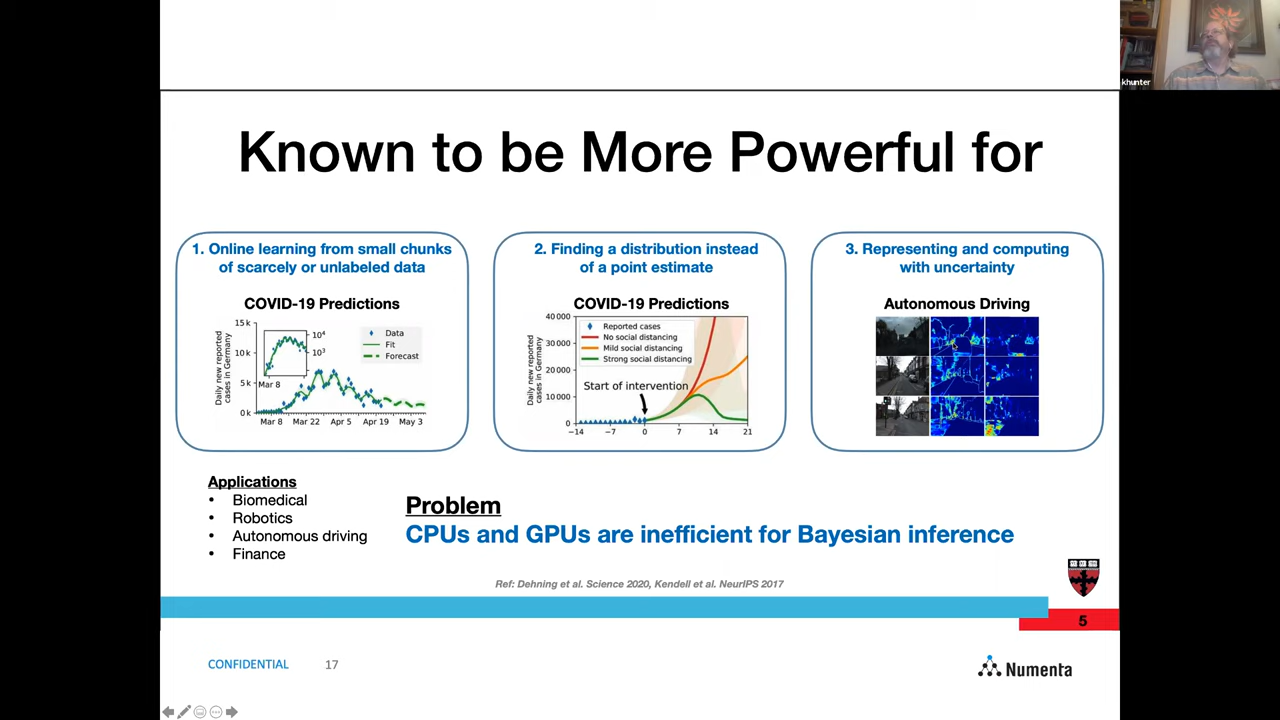 khunter
Known to be More Powerful for
1. Online learning from small chunks
of scarcely or unlabeled data
COVID-19 Predictions
Daily new reported
cases in Germany
15 k
10 k
5 k
0 k
10⁴
10³
Mar 8
Data
Fit
Forecast
Mar 8 Mar 22 Apr 5 Apr 19 May 3
2. Finding a distribution instead
of a point estimate
COVID-19 Predictions
Daily new reported
cases in Germany
40 000
30 000
20 000
10 000
0
Reported cases
No social distancing
Mild social distancing
Strong social distancing
Start of intervention
−14 −7 0 7 14 21
3. Representing and computing
with uncertainty
Autonomous Driving
Applications
• Biomedical
• Robotics
• Autonomous driving
• Finance
Problem
CPUs and GPUs are inefficient for Bayesian inference
Ref: Dehning et al. Science 2020, Kendell et al. NeurIPS 2017
5
CONFIDENTIAL 17
Numenta